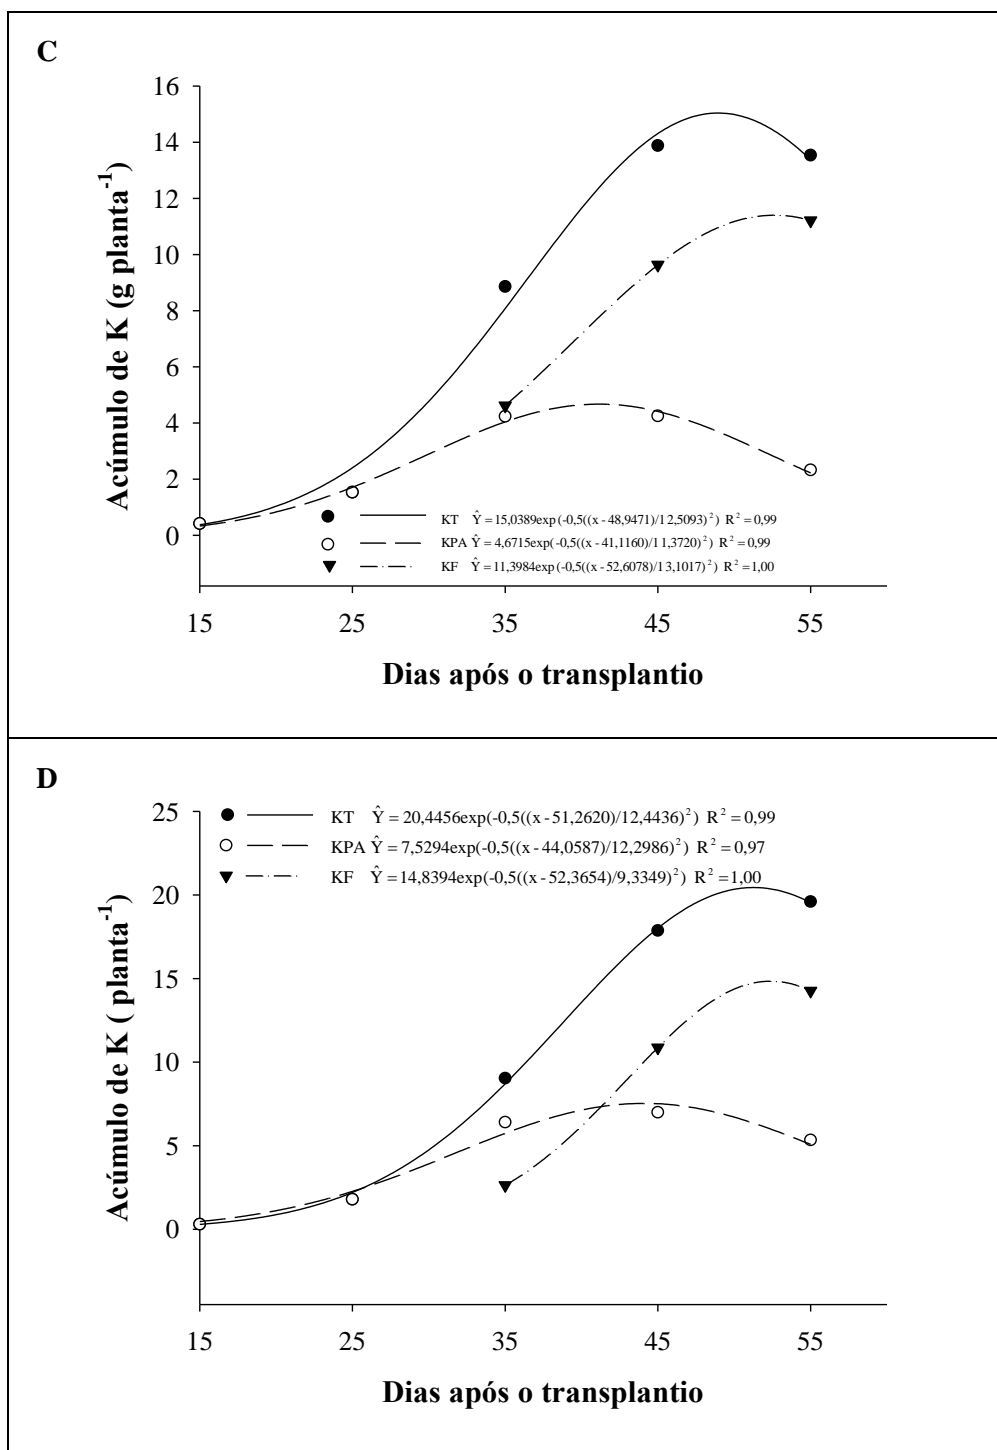 C
Acúmulo de K (g planta⁻¹)
16
14
12
10
8
6
4
2
0
KT Ŷ = 15,0389exp(-0,5((x - 48,9471)/12,5093)²) R² = 0,99
KPA Ŷ = 4,6715exp(-0,5((x - 41,1160)/11,3720)²) R² = 0,99
KF Ŷ = 11,3984exp(-0,5((x - 52,6078)/13,1017)²) R² = 1,00
15 25 35 45 55
Dias após o transplantio
D
Acúmulo de K ( planta⁻¹)
25
20
15
10
5
0
KT Ŷ = 20,4456exp(-0,5((x - 51,2620)/12,4436)²) R² = 0,99
KPA Ŷ = 7,5294exp(-0,5((x - 44,0587)/12,2986)²) R² = 0,97
KF Ŷ = 14,8394exp(-0,5((x - 52,3654)/9,3349)²) R² = 1,00
15 25 35 45 55
Dias após o transplantio